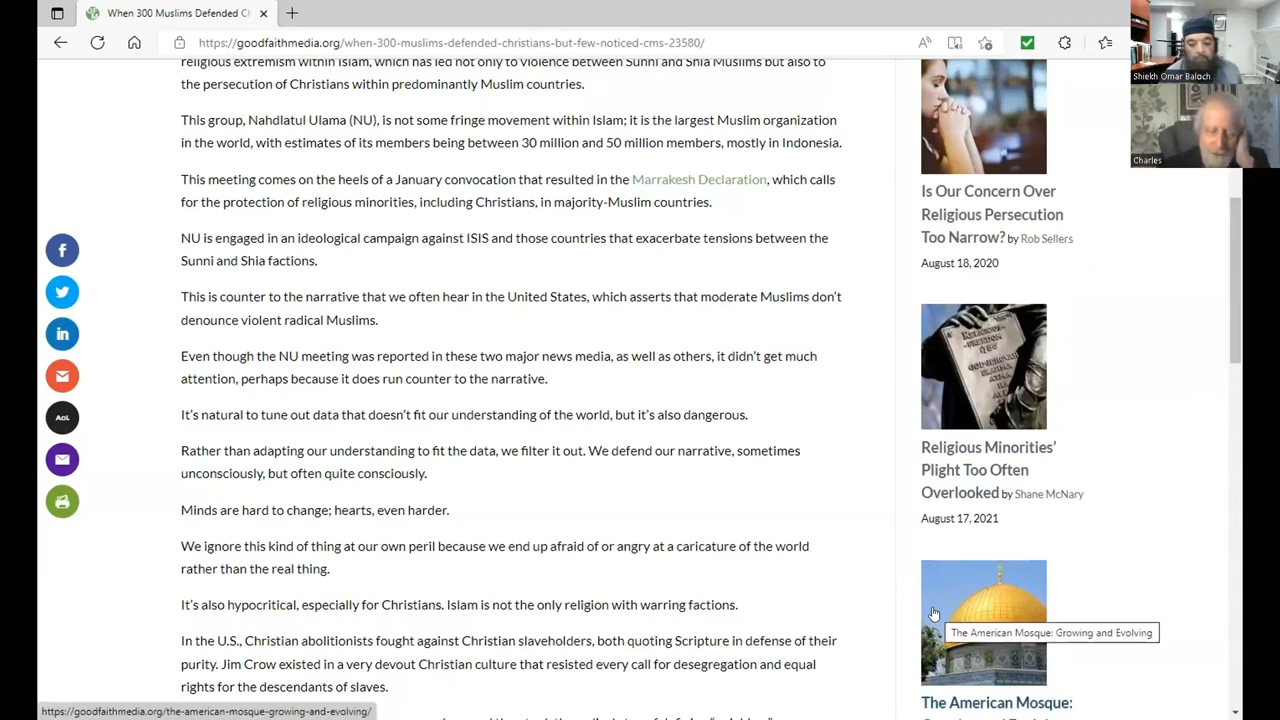 When 300 Muslims Defended Ch
https://goodfaithmedia.org/when-300-muslims-defended-christians-but-few-noticed-cms-23580/
Shiekh Omar Baloch
Charles
religious extremism within Islam, which has led not only to violence between Sunni and Shia Muslims but also to
the persecution of Christians within predominantly Muslim countries.
This group, Nahdlatul Ulama (NU), is not some fringe movement within Islam; it is the largest Muslim organization
in the world, with estimates of its members being between 30 million and 50 million members, mostly in Indonesia.
This meeting comes on the heels of a January convocation that resulted in the Marrakesh Declaration, which calls
for the protection of religious minorities, including Christians, in majority-Muslim countries.
NU is engaged in an ideological campaign against ISIS and those countries that exacerbate tensions between the
Sunni and Shia factions.
This is counter to the narrative that we often hear in the United States, which asserts that moderate Muslims don't
denounce violent radical Muslims.
Even though the NU meeting was reported in these two major news media, as well as others, it didn't get much
attention, perhaps because it does run counter to the narrative.
It's natural to tune out data that doesn't fit our understanding of the world, but it's also dangerous.
Rather than adapting our understanding to fit the data, we filter it out. We defend our narrative, sometimes
unconsciously, but often quite consciously.
Minds are hard to change; hearts, even harder.
We ignore this kind of thing at our own peril because we end up afraid of or angry at a caricature of the world
rather than the real thing.
It's also hypocritical, especially for Christians. Islam is not the only religion with warring factions.
In the U.S., Christian abolitionists fought against Christian slaveholders, both quoting Scripture in defense of their
purity. Jim Crow existed in a very devout Christian culture that resisted every call for desegregation and equal
rights for the descendants of slaves.
Aol.
Is Our Concern Over
Religious Persecution
Too Narrow? by Rob Sellers
August 18, 2020
RELIGIOUS
Religious Minorities'
Plight Too Often
Overlooked by Shane McNary
August 17, 2021
The American Mosque: Growing and Evolving
The American Mosque:
https://goodfaithmedia.org/the-american-mosque-growing-and-evolving/